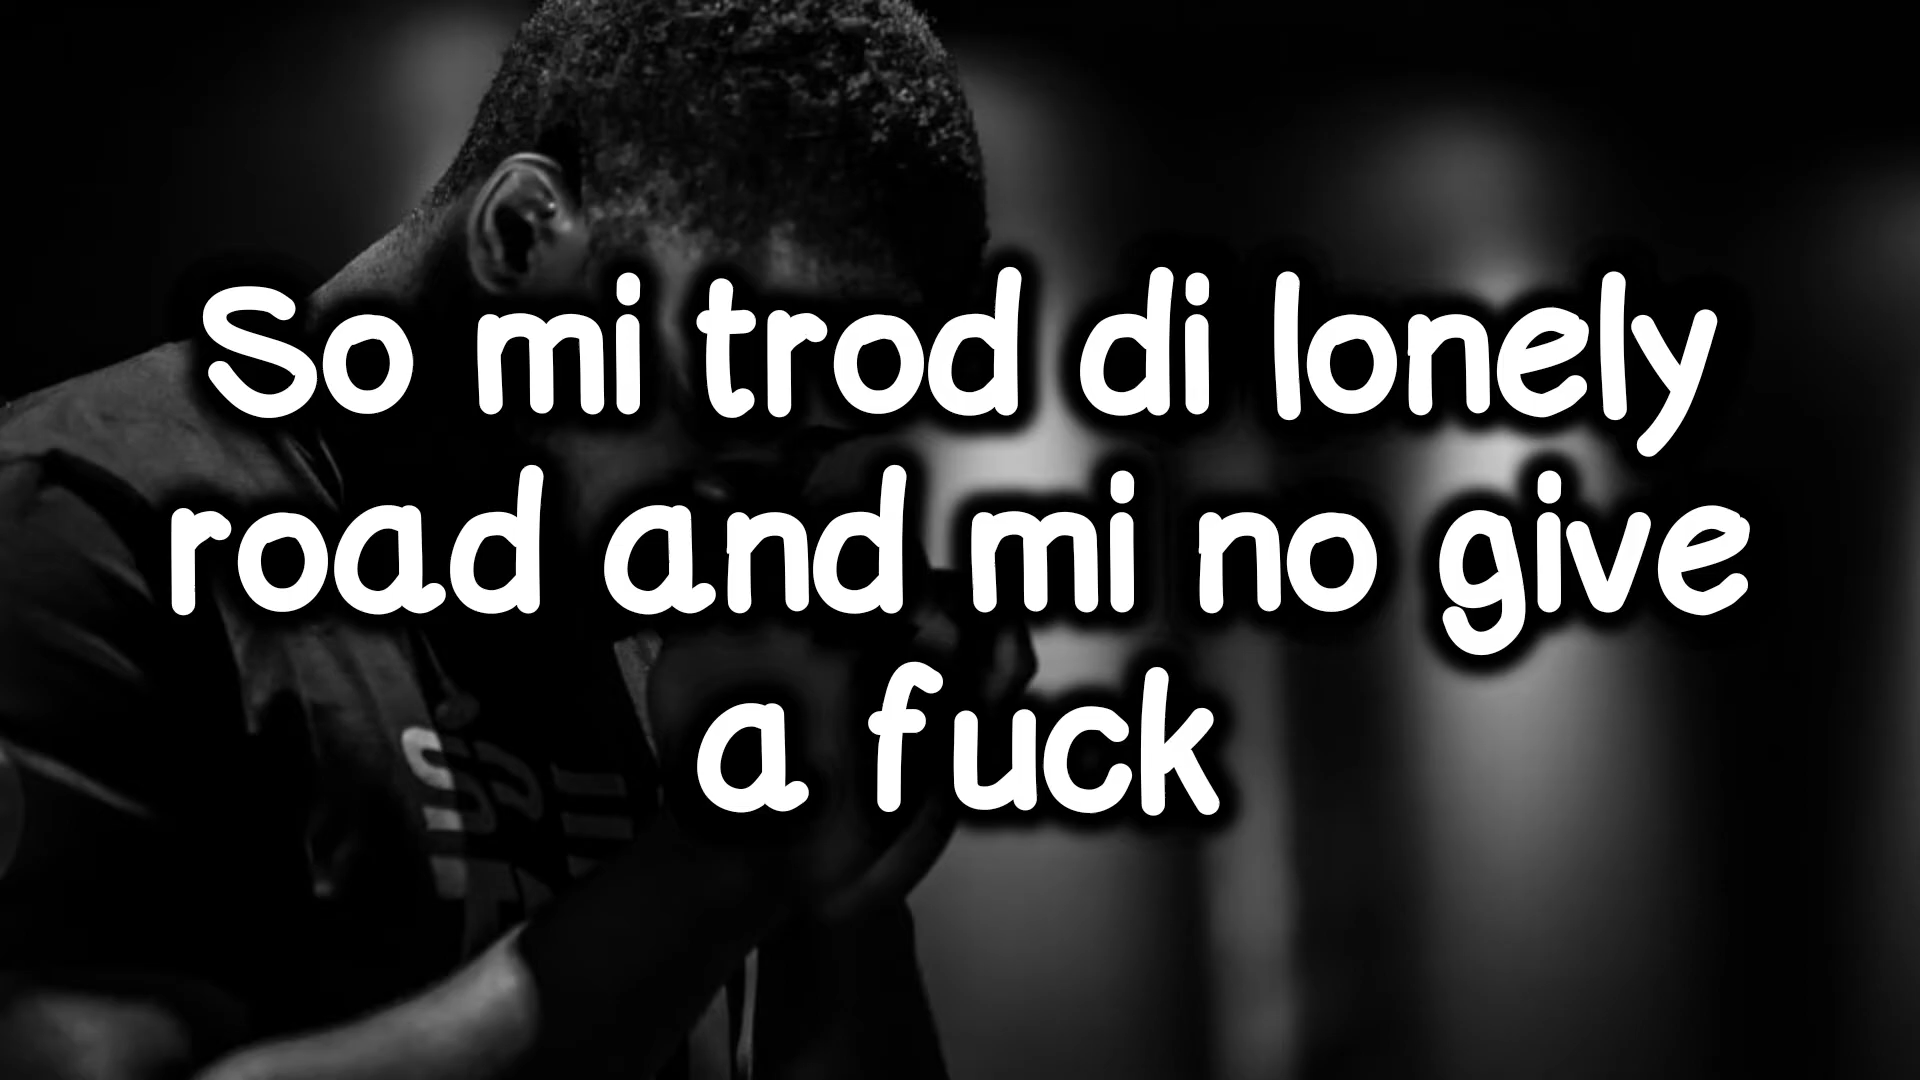 So mi trod di lonely
road and mi no give
a fuck